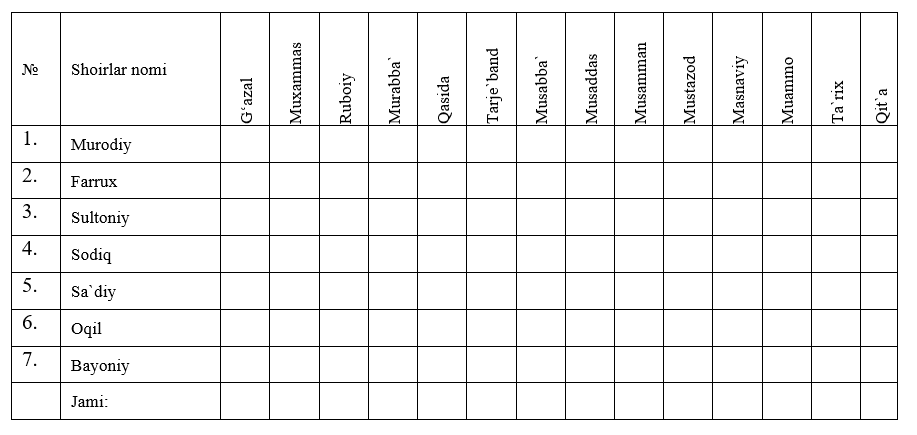 № Shoirlar nomi G‘azal Muxammas Ruboiy Murabba` Qasida Tarje`band Musabba` Musaddas Musamman Mustazod Masnaviy Muammo Ta`rix Qit`a
1. Murodiy
2. Farrux
3. Sultoniy
4. Sodiq
5. Sa`diy
6. Oqil
7. Bayoniy
Jami: